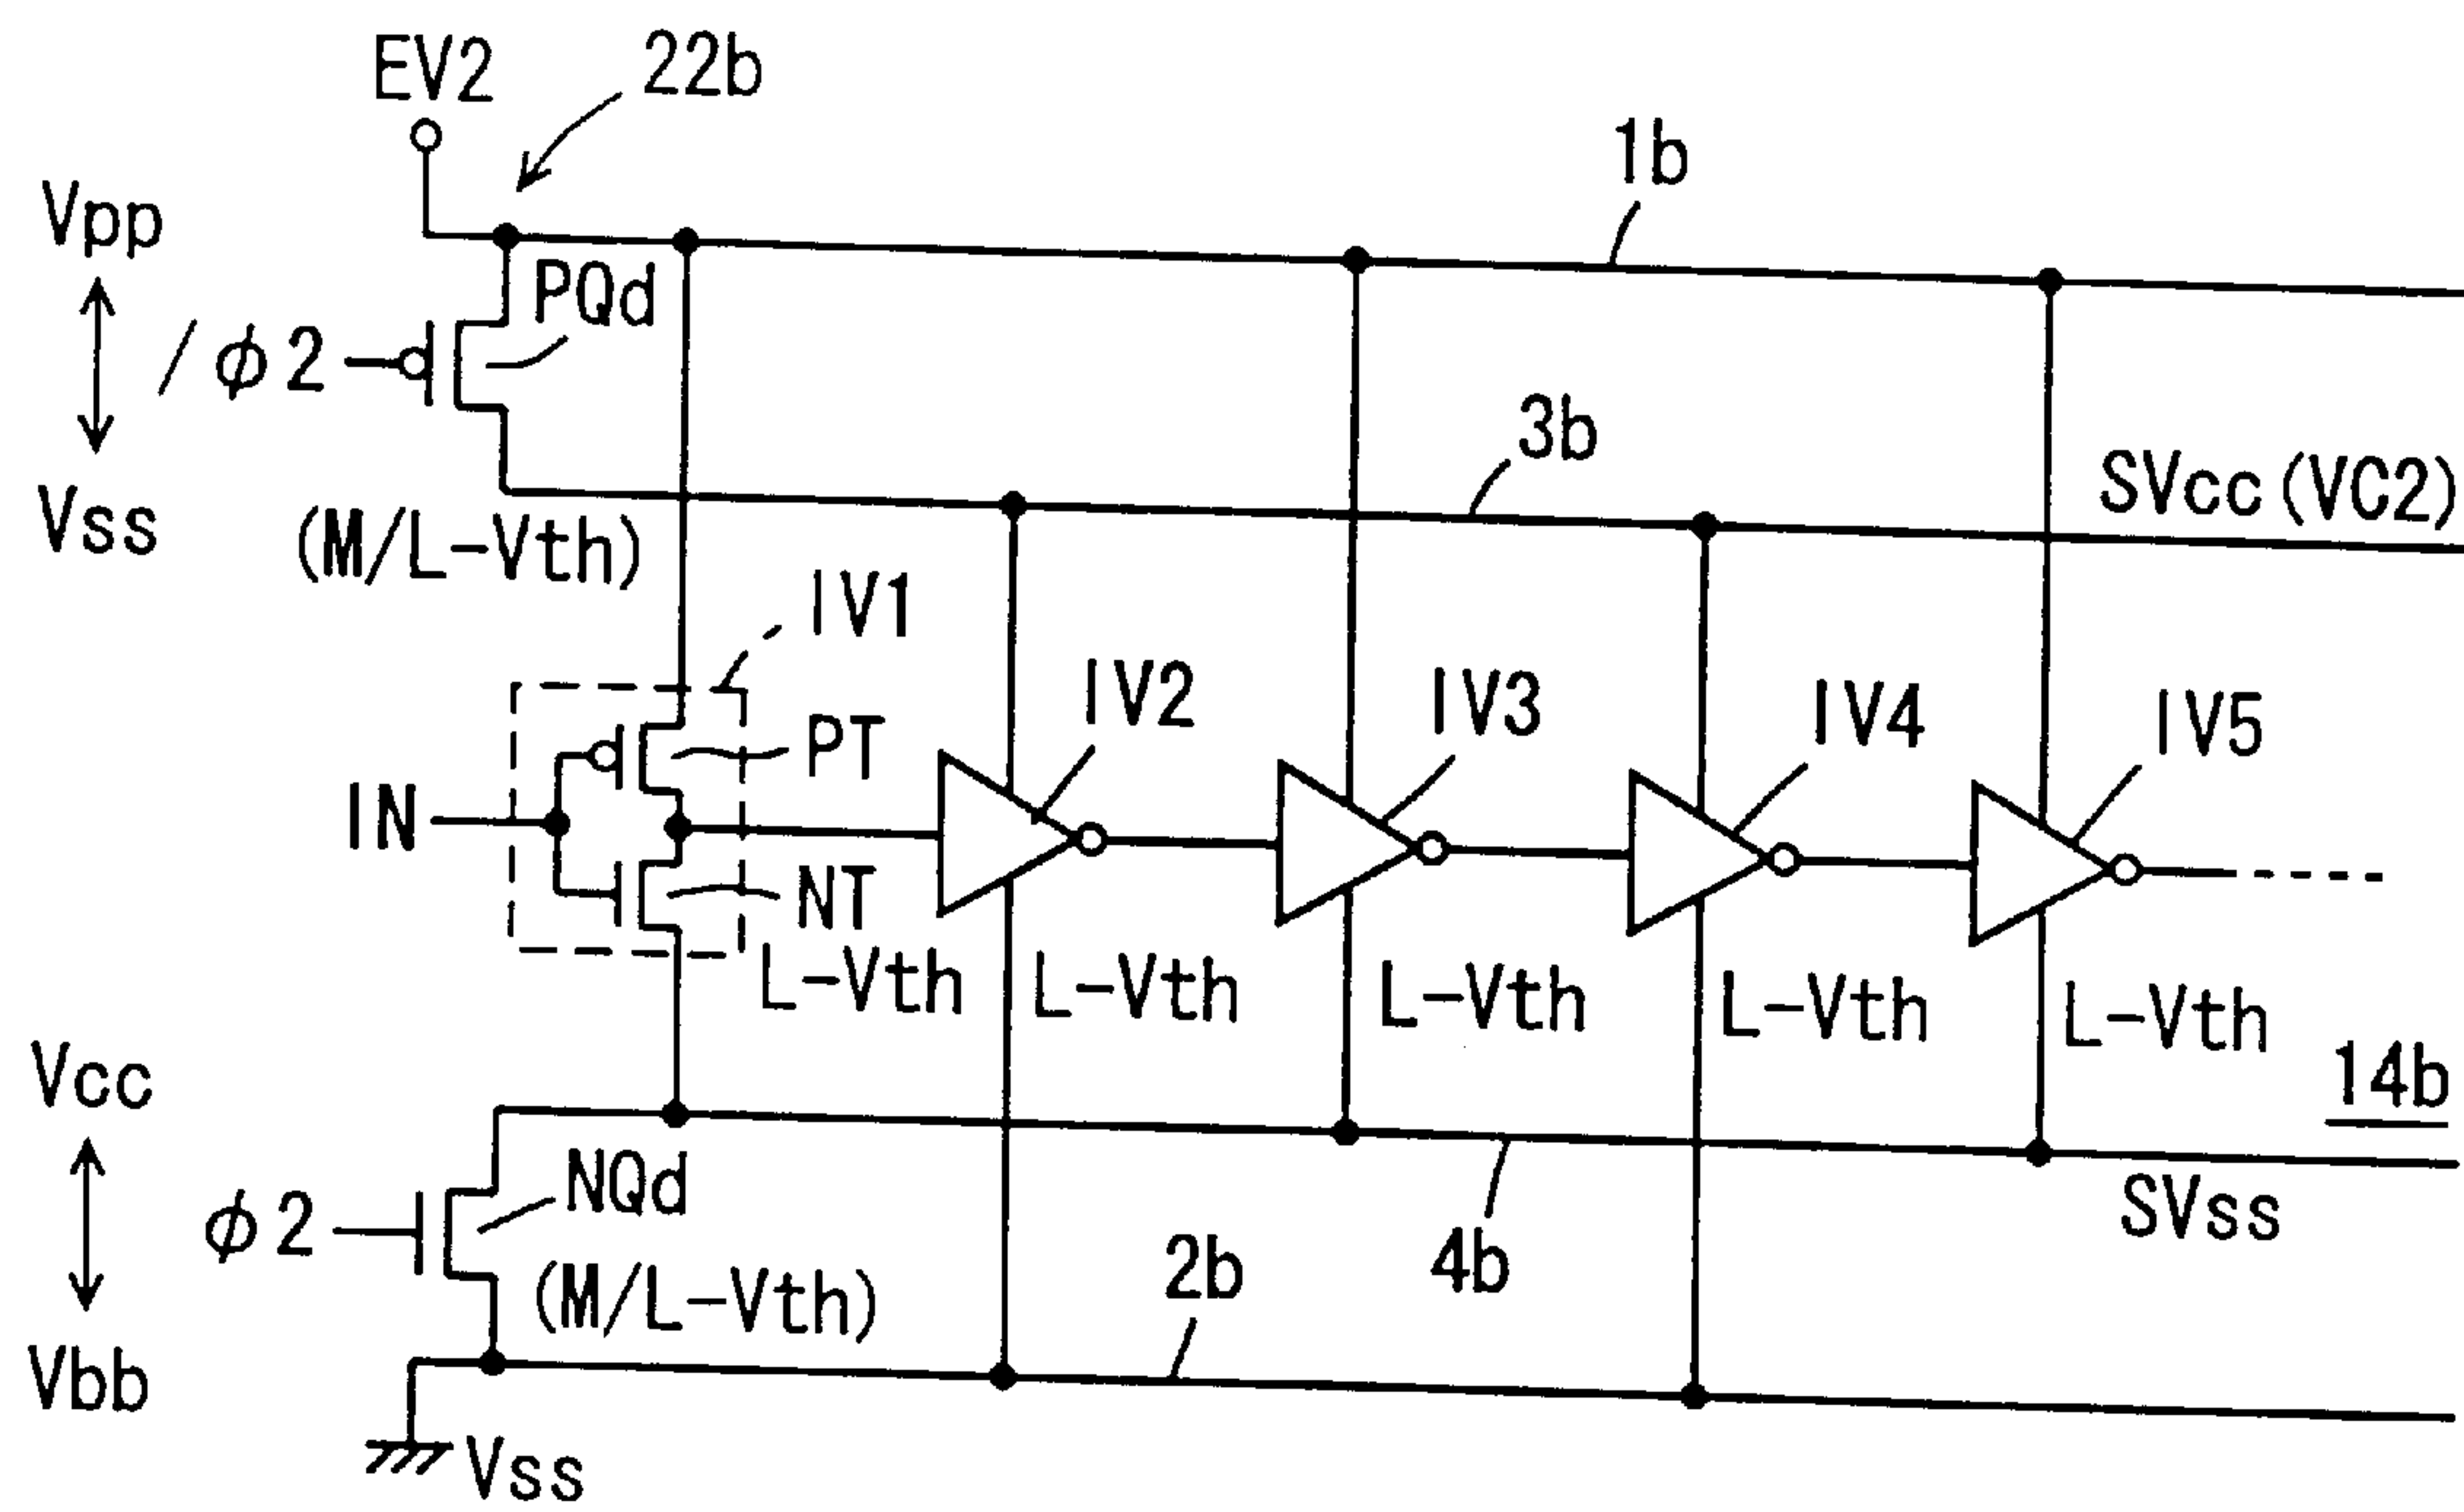 EV2
22b
1b
Vpp
PQd
/φ2
3b
SVcc (VC2)
Vss
(M/L-Vth)
IV1
IV2
IV3
IV4
IV5
PT
IN
NT
L-Vth
L-Vth
L-Vth
L-Vth
L-Vth
14b
Vcc
NQd
SVss
φ2
4b
2b
(M/L-Vth)
Vbb
Vss